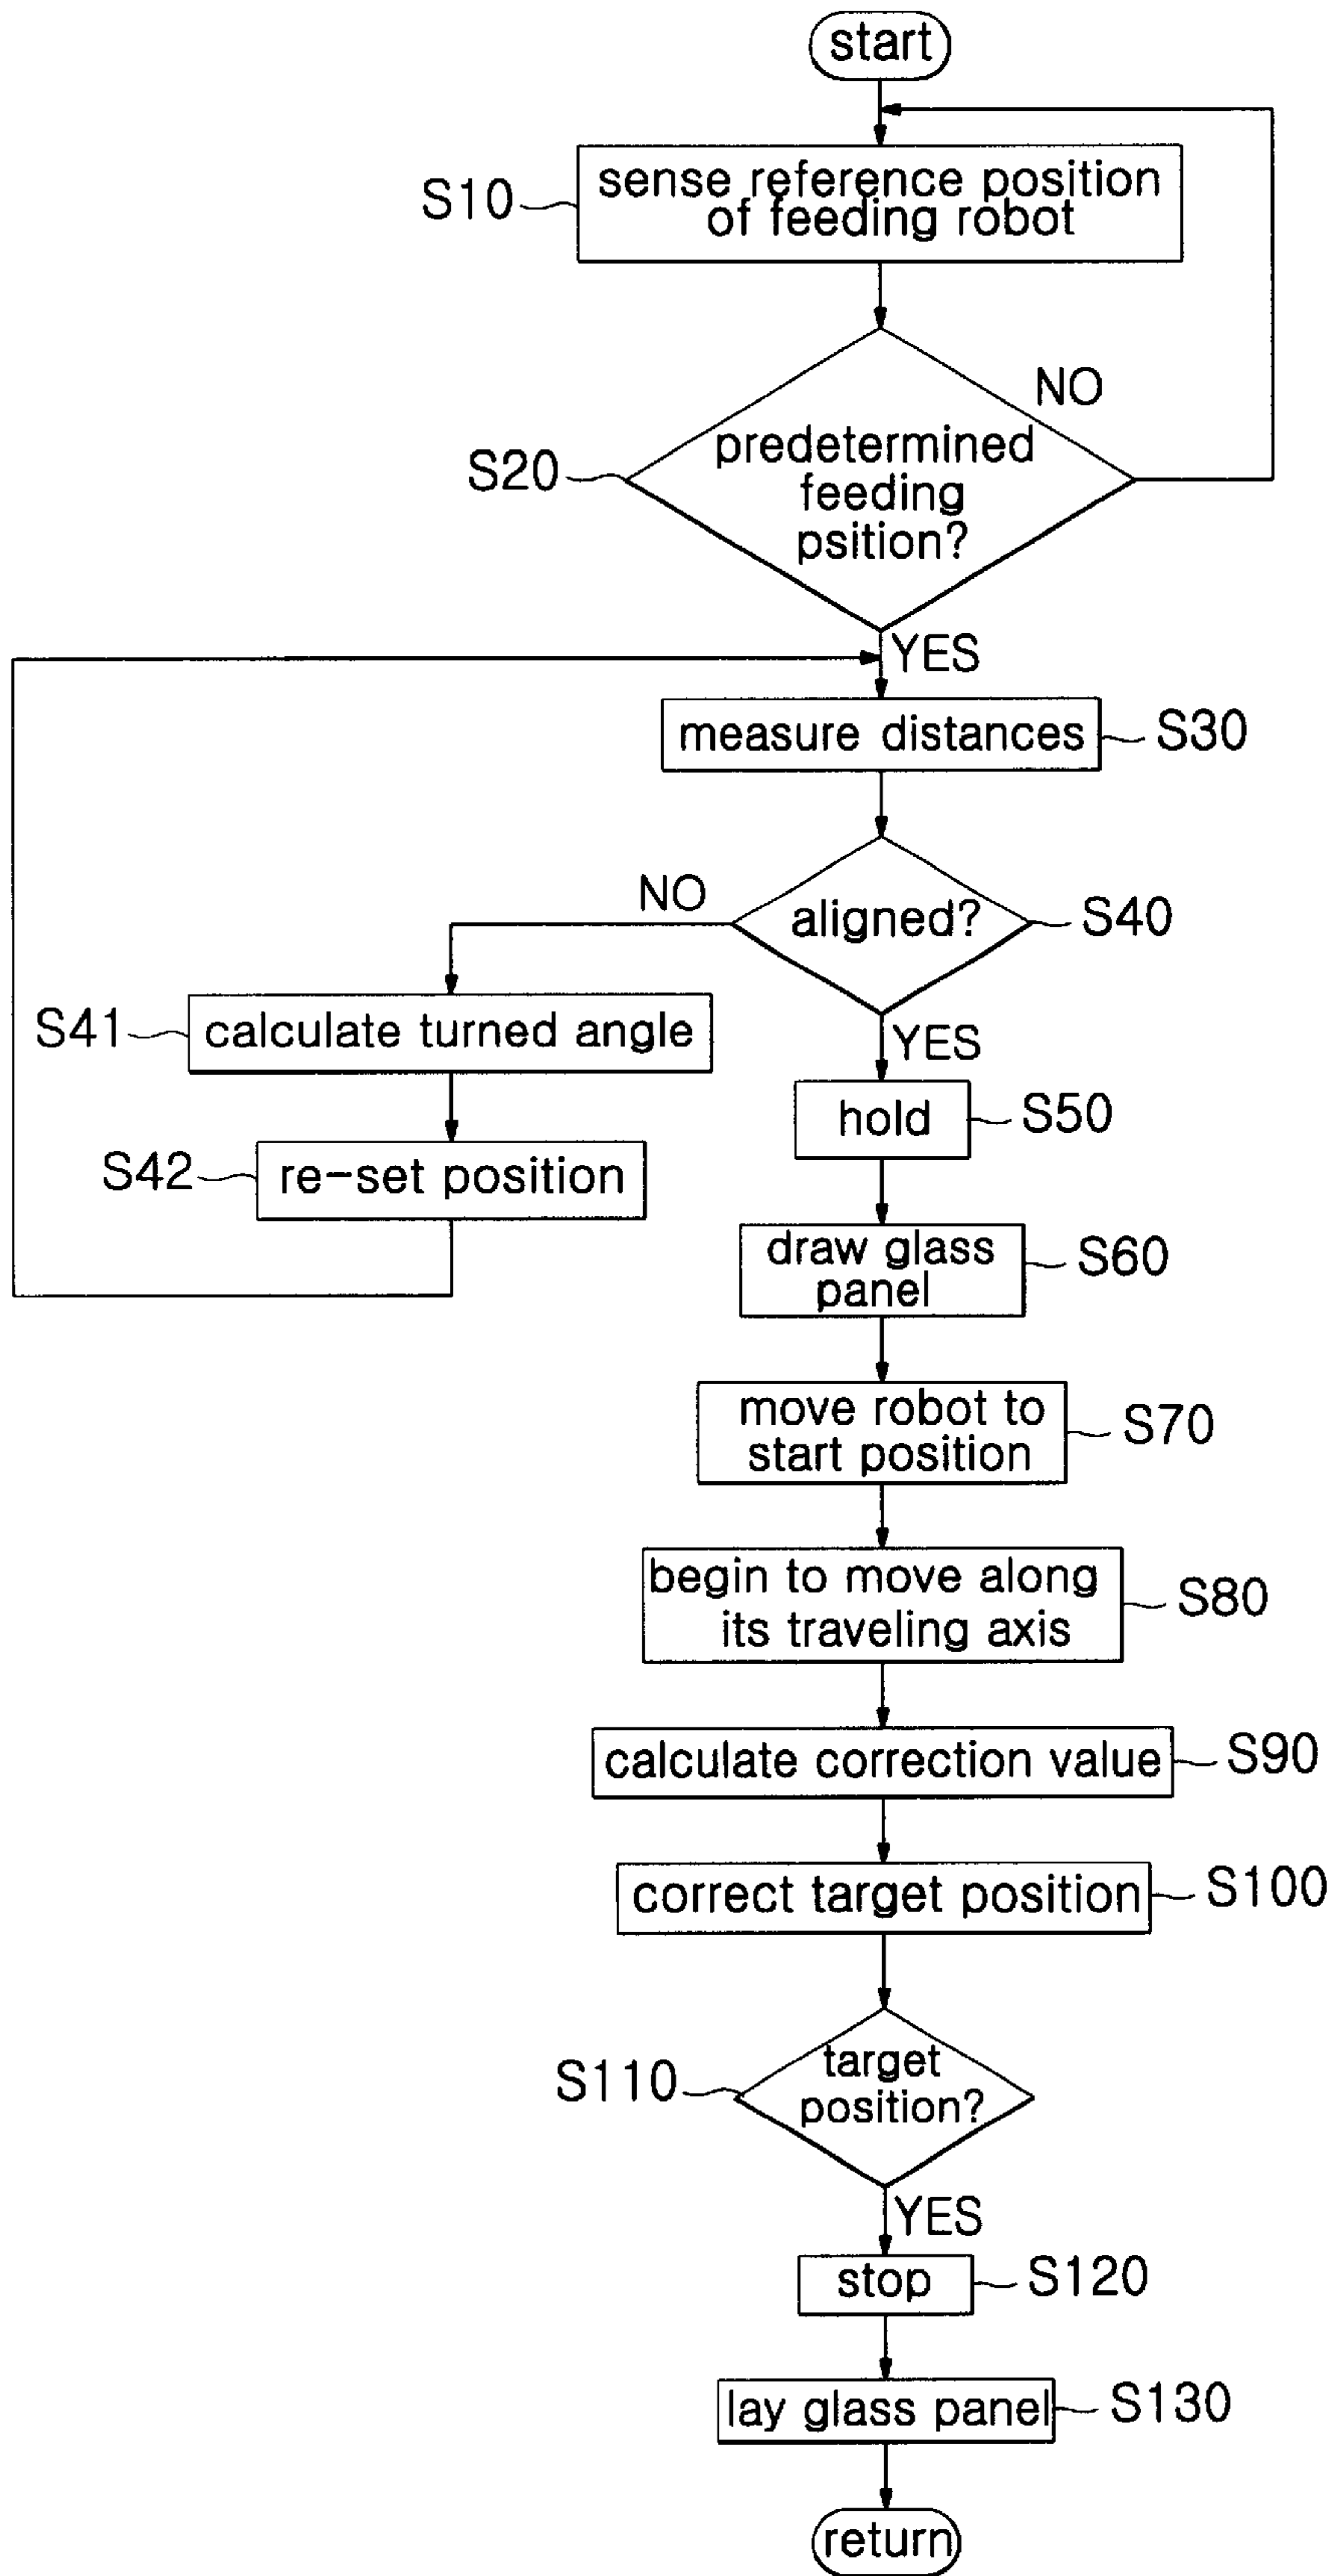 start
S10
sense reference position
of feeding robot
NO
S20
predetermined
feeding
psition?
YES
measure distances
S30
NO
aligned?
S40
S41
calculate turned angle
YES
hold
S50
S42
re-set position
draw glass
panel
S60
move robot to
start position
S70
begin to move along
its traveling axis
S80
calculate correction value
S90
correct target position
S100
S110
target
position?
YES
stop
S120
lay glass panel
S130
return